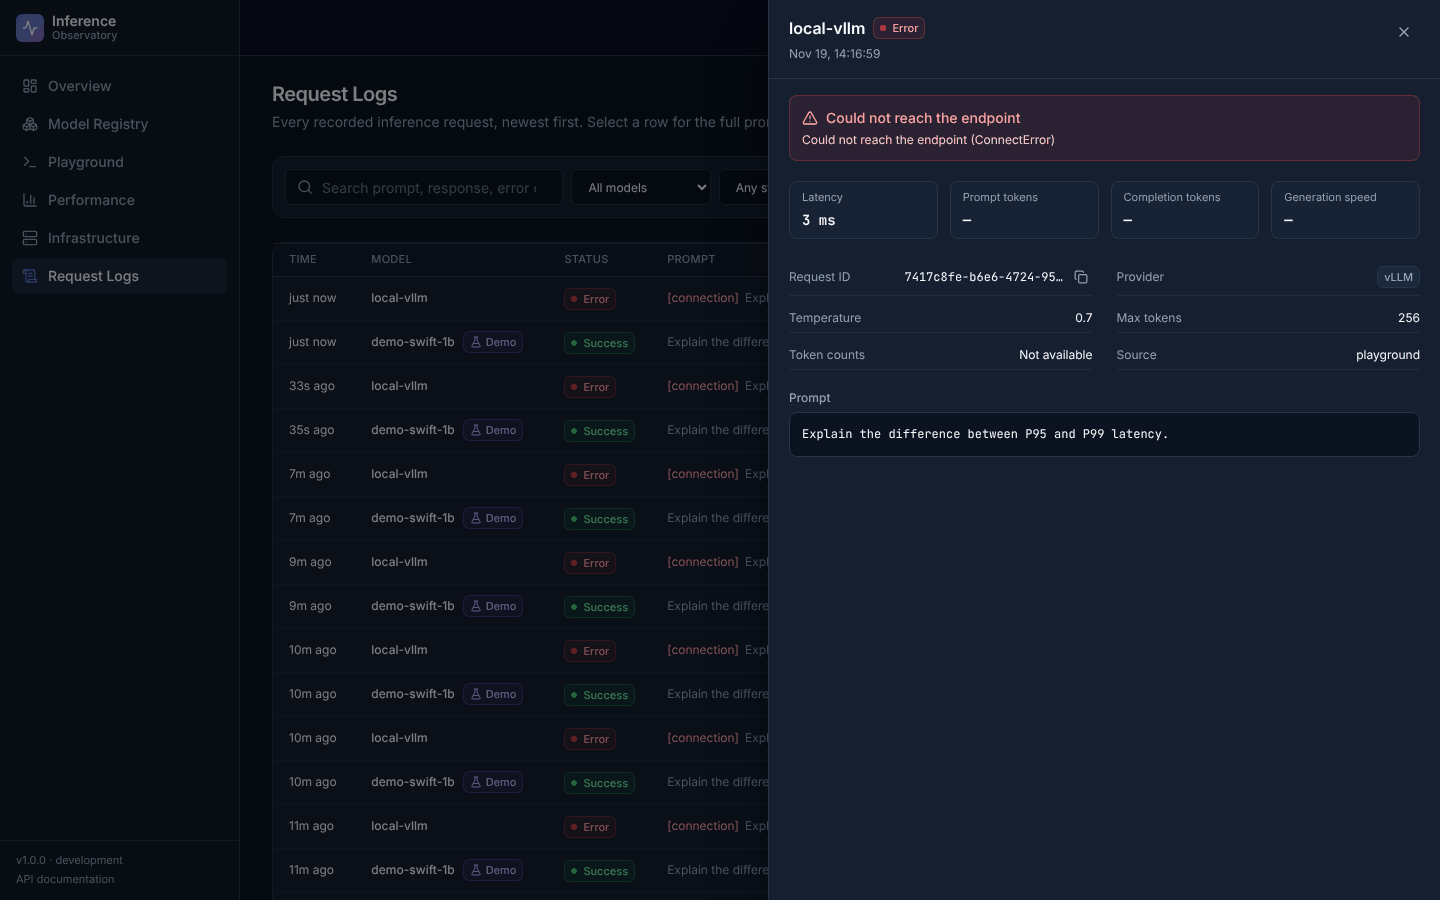 Inference
Observatory
Overview
Model Registry
Playground
Performance
Infrastructure
Request Logs
v1.0.0 · development
API documentation
Request Logs
Every recorded inference request, newest first. Select a row for the full pro
Search prompt, response, error
All models
Any s
TIME MODEL STATUS PROMPT
just now local-vllm Error [connection] Expl
just now demo-swift-1b Demo Success Explain the differe
33s ago local-vllm Error [connection] Expl
35s ago demo-swift-1b Demo Success Explain the differe
7m ago local-vllm Error [connection] Expl
7m ago demo-swift-1b Demo Success Explain the differe
9m ago local-vllm Error [connection] Expl
9m ago demo-swift-1b Demo Success Explain the differe
10m ago local-vllm Error [connection] Expl
10m ago demo-swift-1b Demo Success Explain the differe
10m ago local-vllm Error [connection] Expl
10m ago demo-swift-1b Demo Success Explain the differe
11m ago local-vllm Error [connection] Expl
11m ago demo-swift-1b Demo Success Explain the differe
local-vllm Error
Nov 19, 14:16:59
Could not reach the endpoint
Could not reach the endpoint (ConnectError)
Latency Prompt tokens Completion tokens Generation speed
3 ms – – –
Request ID 7417c8fe-b6e6-4724-95… Provider vLLM
Temperature 0.7 Max tokens 256
Token counts Not available Source playground
Prompt
Explain the difference between P95 and P99 latency.